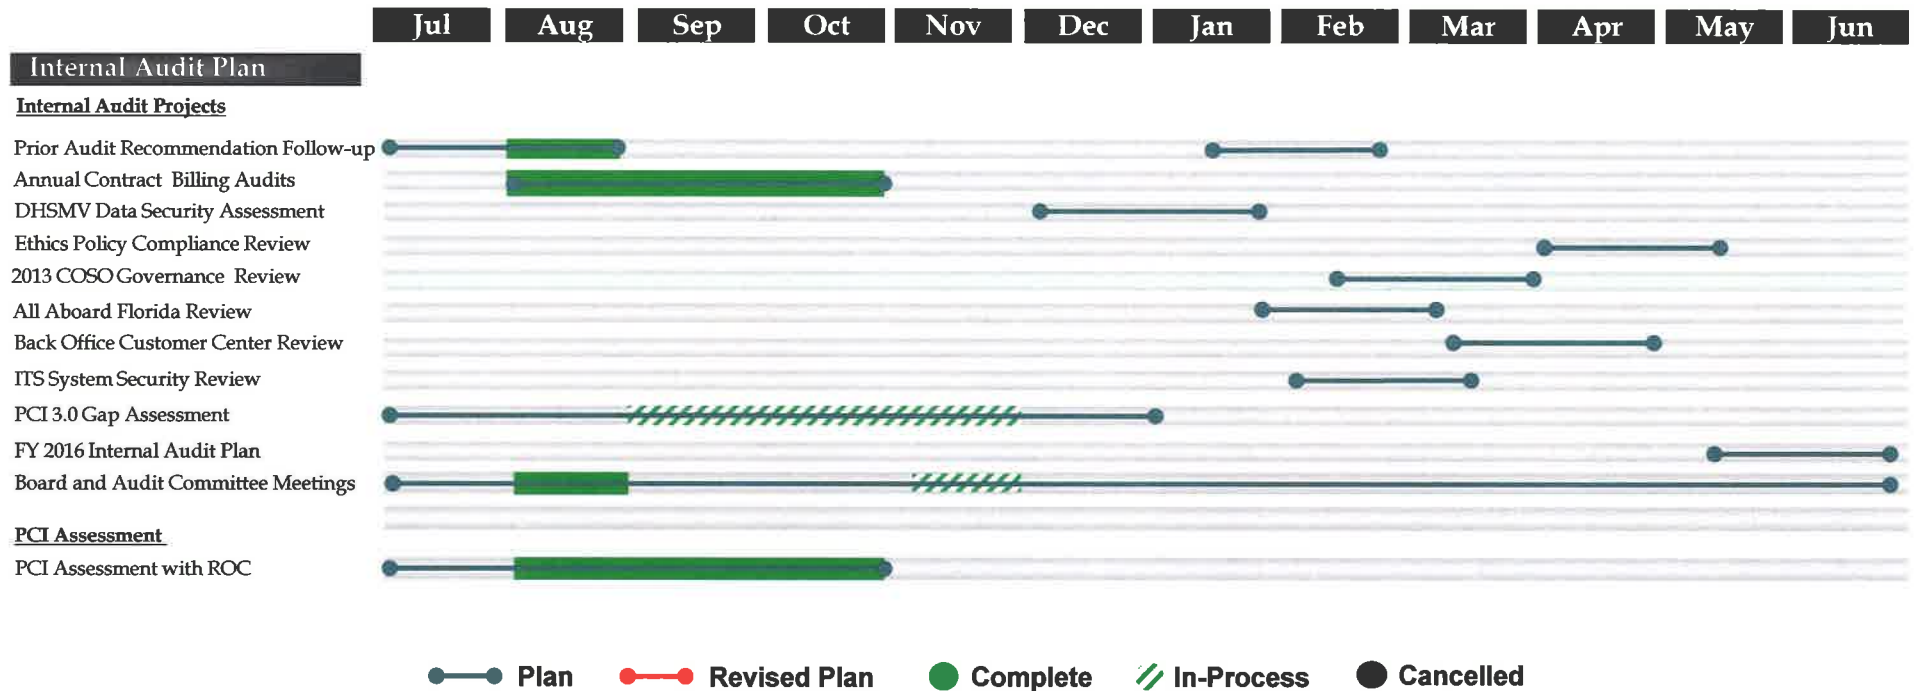 Jul Aug Sep Oct Nov Dec Jan Feb Mar Apr May Jun
Internal Audit Plan
Internal Audit Projects
Prior Audit Recommendation Follow-up
Annual Contract Billing Audits
DHSMV Data Security Assessment
Ethics Policy Compliance Review
2013 COSO Governance Review
All Aboard Florida Review
Back Office Customer Center Review
ITS System Security Review
PCI 3.0 Gap Assessment
FY 2016 Internal Audit Plan
Board and Audit Committee Meetings
PCI Assessment
PCI Assessment with ROC
Plan Revised Plan Complete In-Process Cancelled